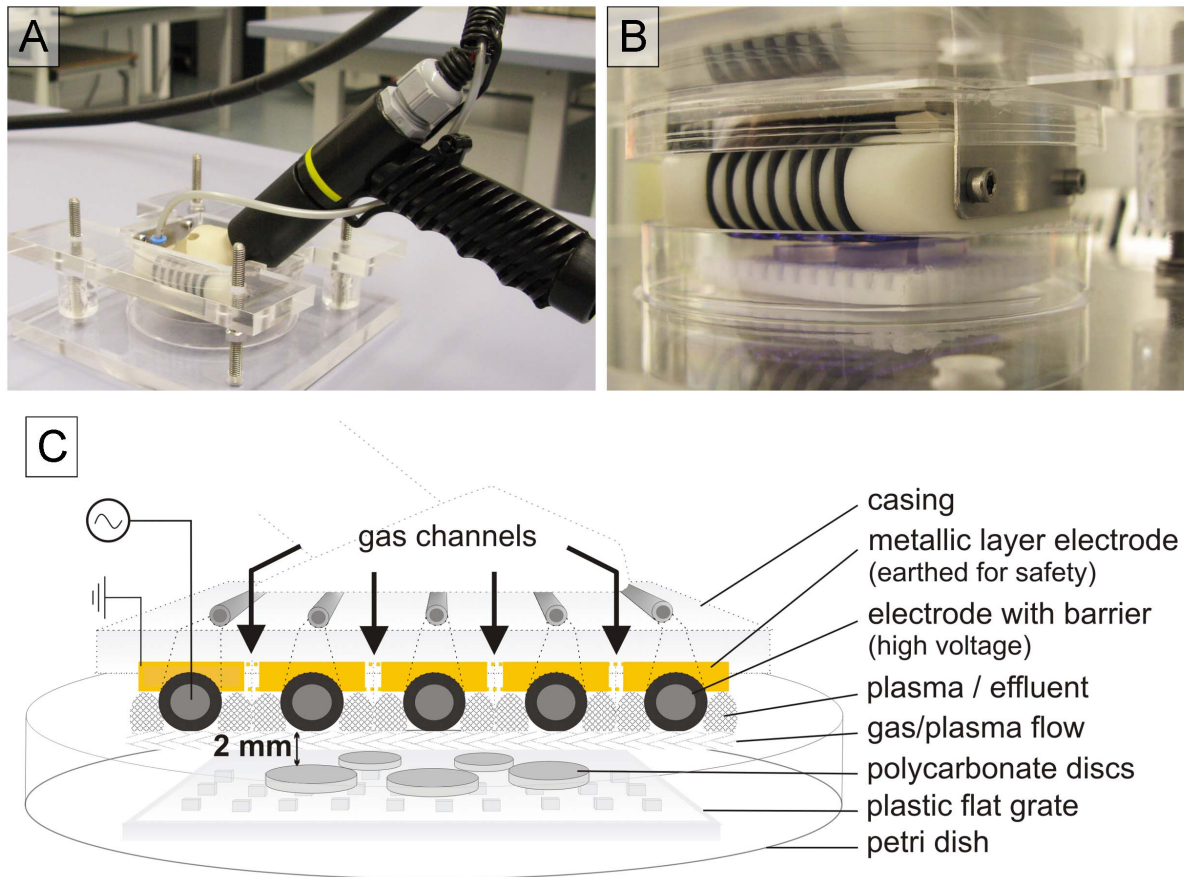 A
B
C
gas channels
casing
metallic layer electrode
(earthed for safety)
electrode with barrier
(high voltage)
plasma / effluent
gas/plasma flow
2 mm
polycarbonate discs
plastic flat grate
petri dish